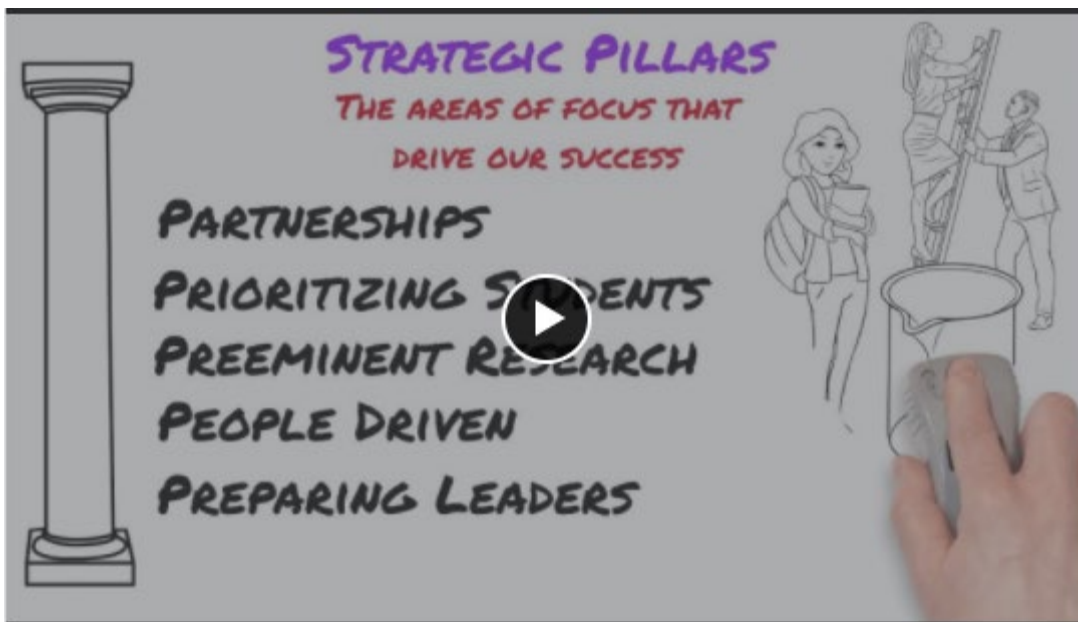 Strategic Pillars
The areas of focus that
drive our success
Partnerships
Prioritizing Students
Preeminent Research
People Driven
Preparing Leaders